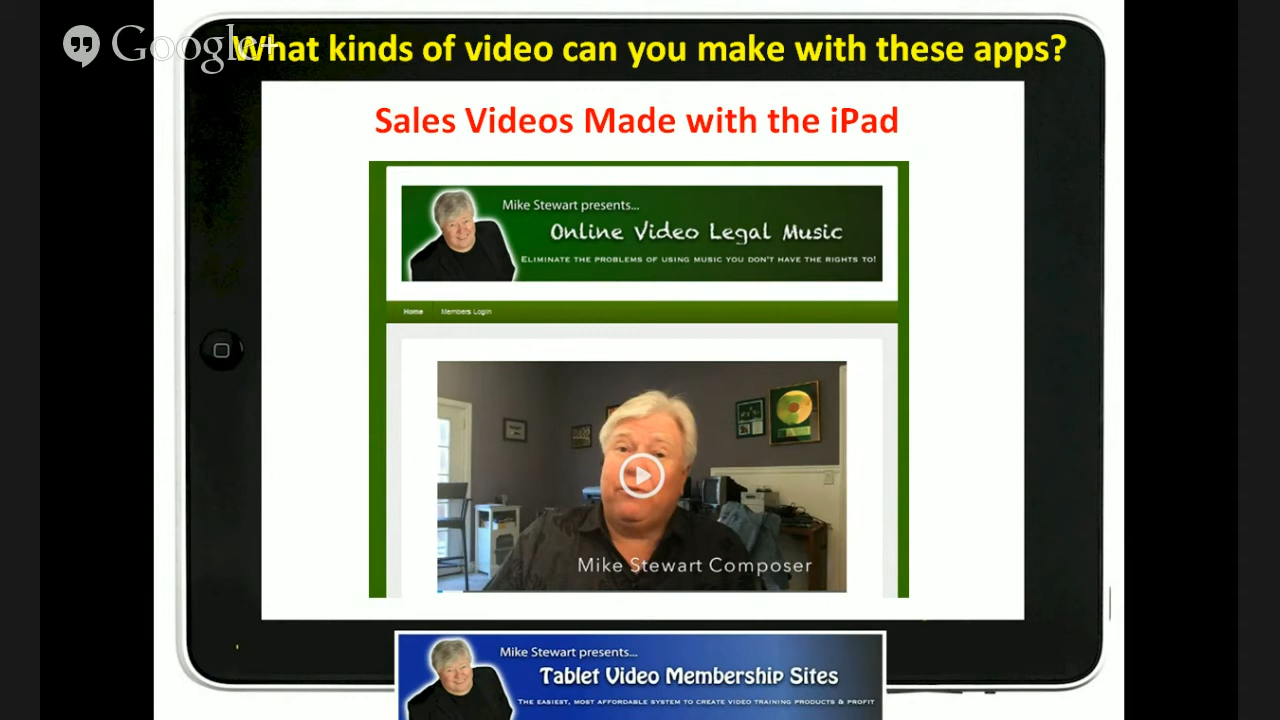 Google+
What kinds of video can you make with these apps?
Sales Videos Made with the iPad
Mike Stewart presents...
Online Video Legal Music
ELIMINATE THE PROBLEMS OF USING MUSIC YOU DON'T HAVE THE RIGHTS TO!
Home Members Login
Mike Stewart Composer
Mike Stewart presents...
Tablet Video Membership Sites
THE EASIEST, MOST AFFORDABLE SYSTEM TO CREATE VIDEO TRAINING PRODUCTS & PROFIT